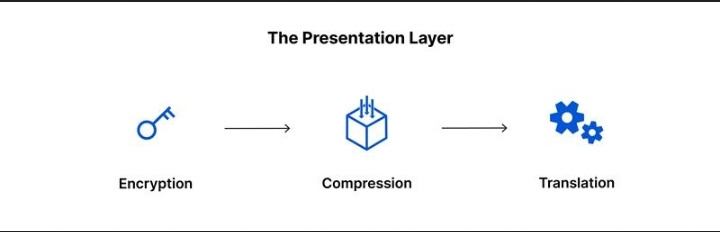 The Presentation Layer
Encryption
Compression
Translation